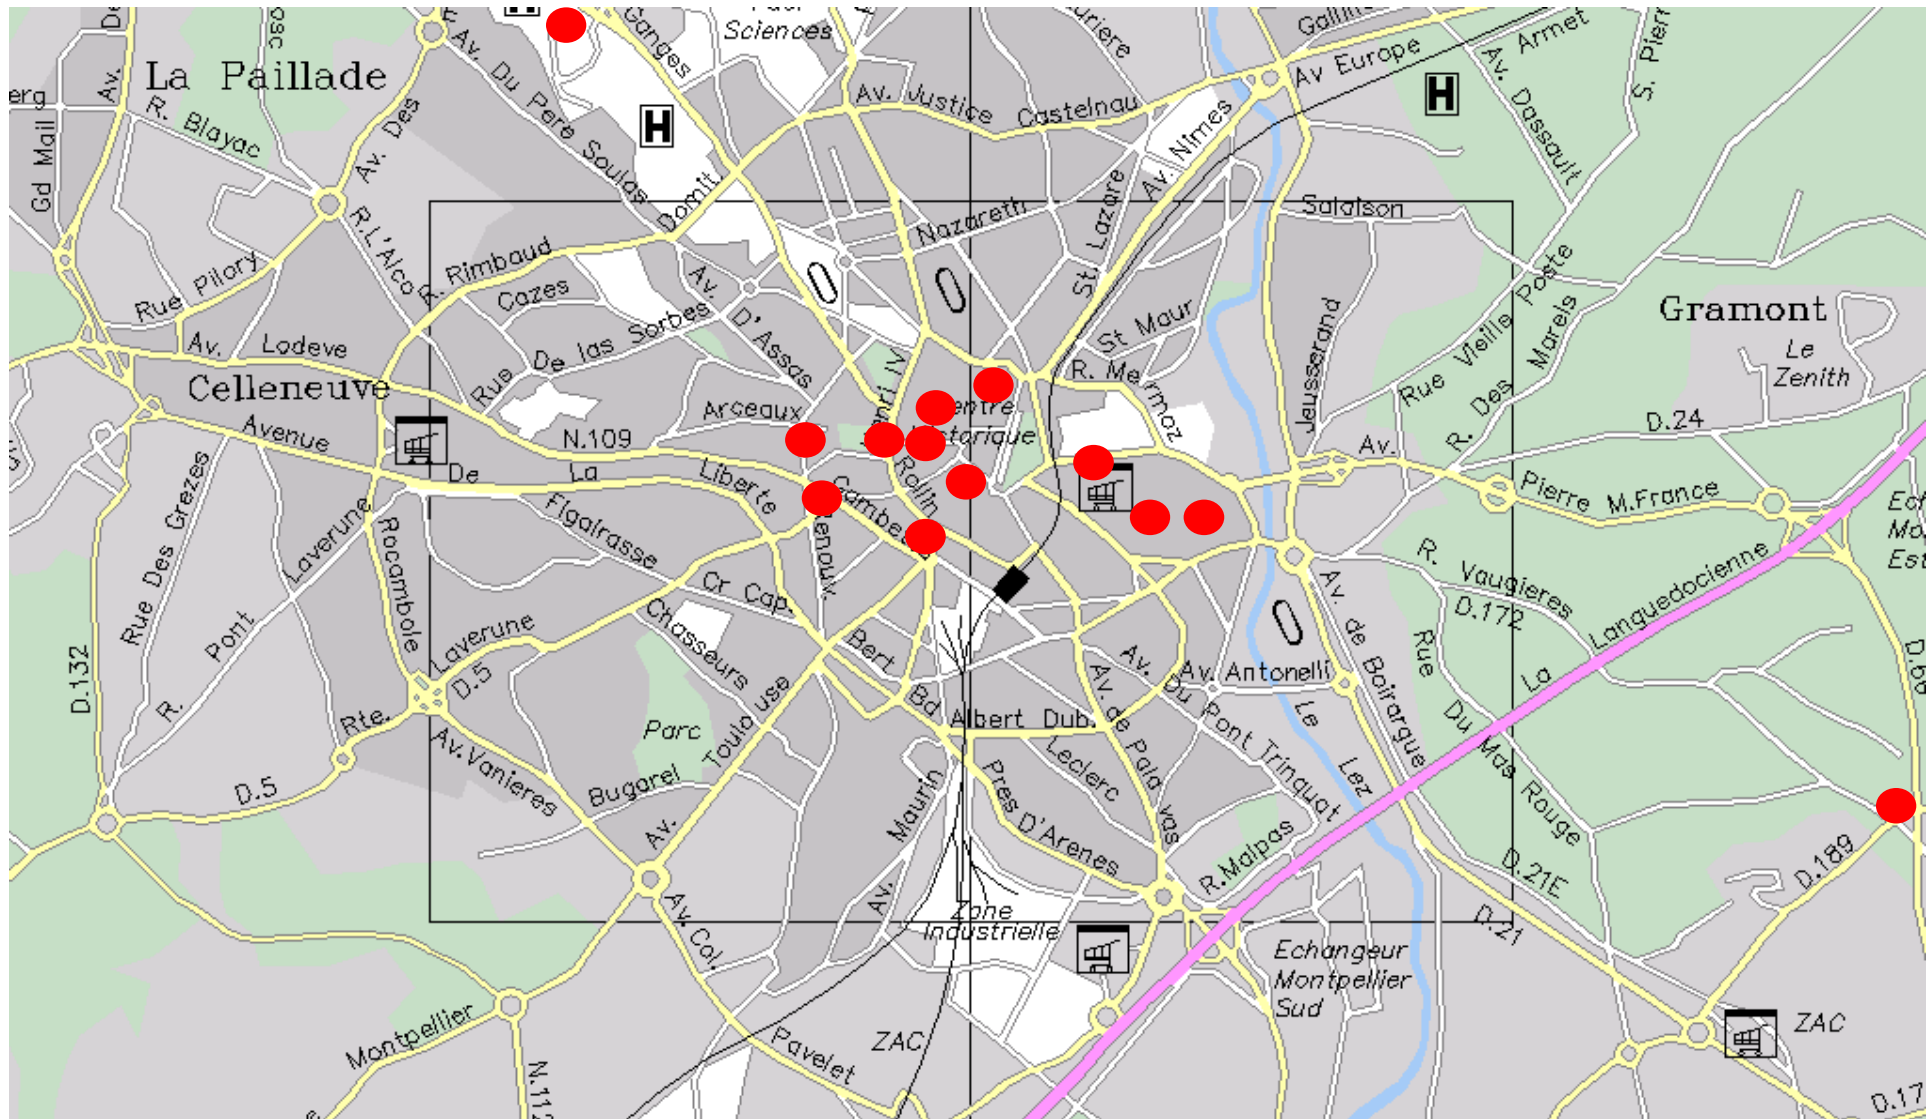 Ganges
Sciences
La Paillade
Av.
R. Blayac
Gd Mail
Av. Des
Av. Du Pere Soulas
H
H
H
Av. Justice Castelnau
Av Europe
Armet
Av. Dassault
Av. Nimes
St. Lazare
Nazareth
Domit.
Salaison
R.L'Alco
R. Rimbaud
Cazes
Rue Pilory
Av. Lodeve
Rue De las Sorbes
Av. D'Assas
St Maur
R. Mermoz
Jeusserand
Rue Vieille Poste
R. Des Marels
Gramont
Le
Zenith
Celleneuve
Arceaux
N.109
Avenue De La Liberte
D.24
Av. Pierre M.France
Rollin
Rue Des Grezes
R. Pont Laverune
Rocambole
Figairasse
Cr Cap.
Chasseurs
Bert
Laverune
D.5
Rte.
D.132
D.5
Parc
Av. Toulouse
Av.Vanieres
Bugarel
Av. Maurin
Bd Albert Dub.
Leclerc
Pres D'Arenes
Av. de Palavas
Av. Du Pont Trinquat
Av. Antonelli
Le Lez
Av. de Boirargue
R. Vaugieres
D.172
Rue Du Mas Rouge
La Languedocienne
Est
R.Malpas
D.21E
D.21
D.189
Zone
Industrielle
Echangeur
Montpellier
Sud
Av. Col. Pavelet
Montpellier
ZAC
ZAC
D.17